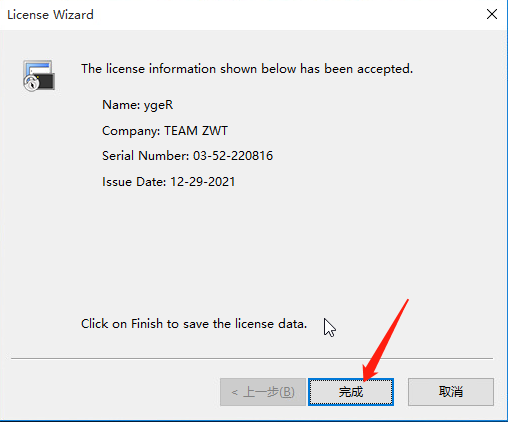 License Wizard
The license information shown below has been accepted.
Name: ygeR
Company: TEAM ZWT
Serial Number: 03-52-220816
Issue Date: 12-29-2021
Click on Finish to save the license data.
< 上一步(B)
完成
取消